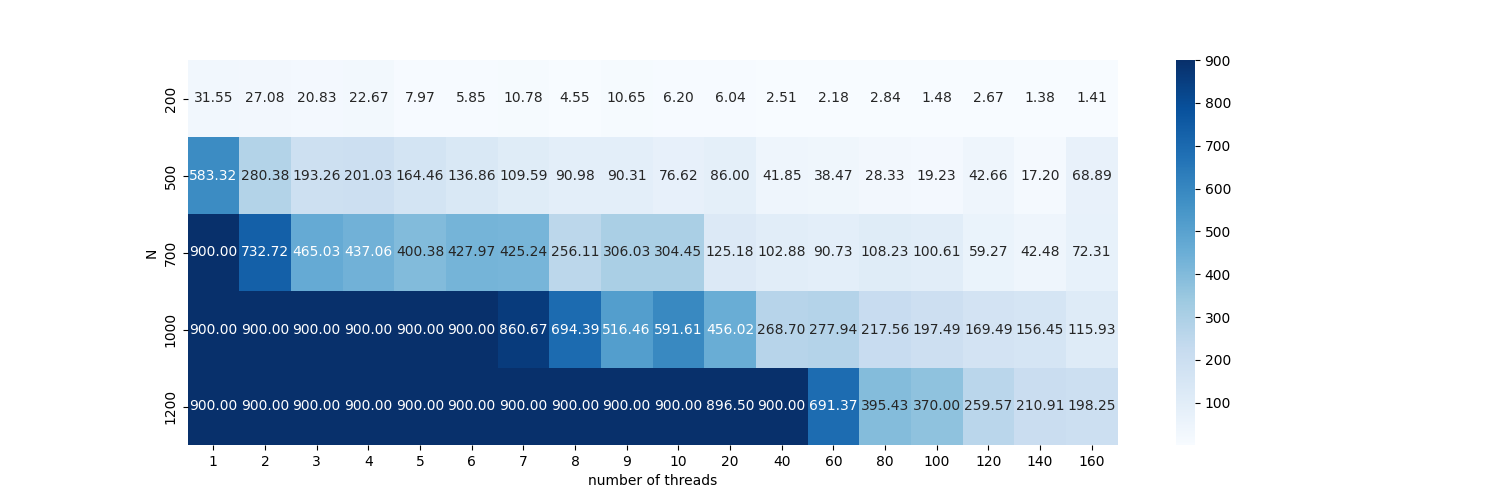 200 31.55 27.08 20.83 22.67 7.97 5.85 10.78 4.55 10.65 6.20 6.04 2.51 2.18 2.84 1.48 2.67 1.38 1.41
500 583.32 280.38 193.26 201.03 164.46 136.86 109.59 90.98 90.31 76.62 86.00 41.85 38.47 28.33 19.23 42.66 17.20 68.89
N
700 900.00 732.72 465.03 437.06 400.38 427.97 425.24 256.11 306.03 304.45 125.18 102.88 90.73 108.23 100.61 59.27 42.48 72.31
1000 900.00 900.00 900.00 900.00 900.00 900.00 860.67 694.39 516.46 591.61 456.02 268.70 277.94 217.56 197.49 169.49 156.45 115.93
1200 900.00 900.00 900.00 900.00 900.00 900.00 900.00 900.00 900.00 900.00 896.50 900.00 691.37 395.43 370.00 259.57 210.91 198.25
1 2 3 4 5 6 7 8 9 10 20 40 60 80 100 120 140 160
number of threads
900
800
700
600
500
400
300
200
100